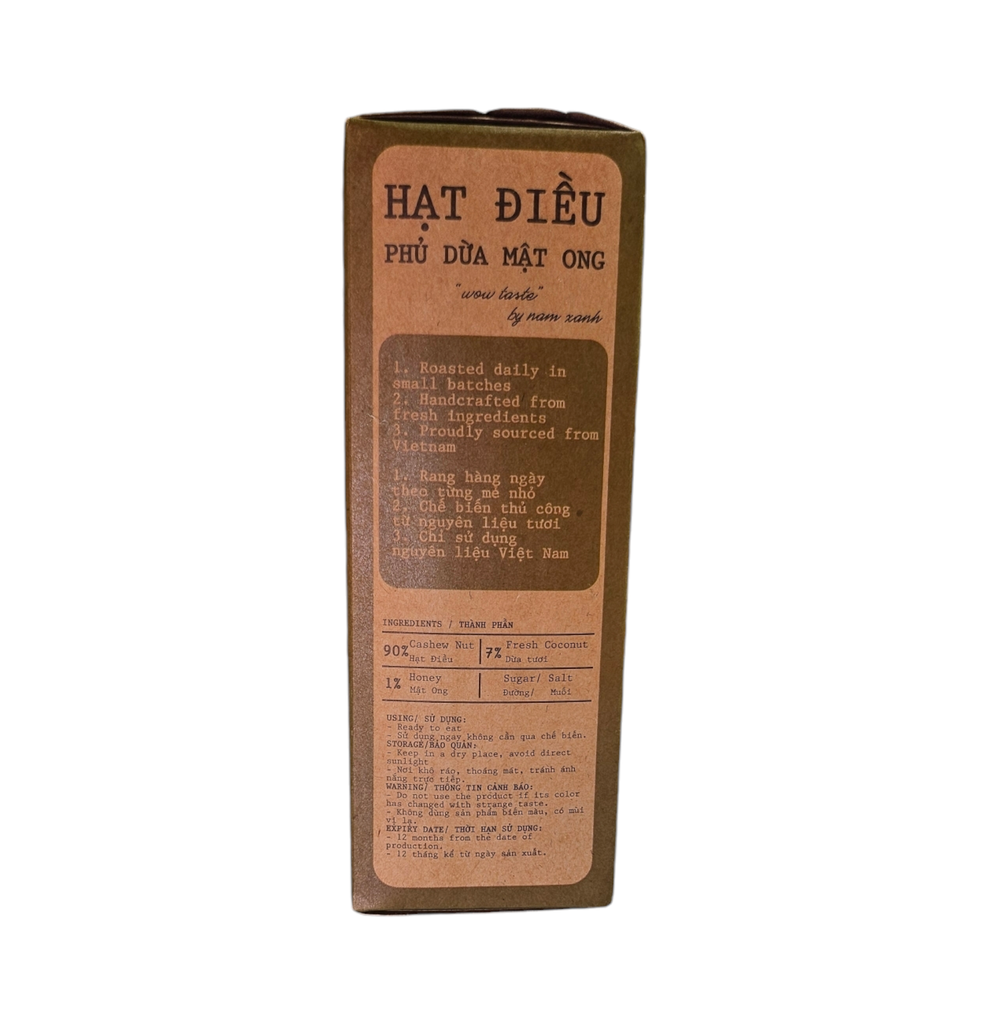 HẠT ĐIỀU
PHỦ DỪA MẬT ONG
"wow taste"
by nam xanh
1. Roasted daily in
small batches
2. Handcrafted from
fresh ingredients
3. Proudly sourced from
Vietnam
1. Rang hàng ngày
theo từng mẻ nhỏ
2. Chế biến thủ công
từ nguyên liệu tươi
3. Chỉ sử dụng
nguyên liệu Việt Nam
INGREDIENTS / THÀNH PHẦN
90% Cashew Nut 7% Fresh Coconut
Hạt Điều Dừa tươi
1% Honey Sugar/ Salt
Mật Ong Đường/ Muối
USING/ SỬ DỤNG:
- Ready to eat
- Sử dụng ngay không cần qua chế biến.
STORAGE/BẢO QUẢN:
- Keep in a dry place, avoid direct
sunlight
- Nơi khô ráo, thoáng mát, tránh ánh
nắng trực tiếp.
WARNING/ THÔNG TIN CẢNH BÁO:
- Do not use the product if its color
has changed with strange taste.
- Không dùng sản phẩm biến màu, có mùi
vị lạ.
EXPIRY DATE/ THỜI HẠN SỬ DỤNG:
- 12 months from the date of
production.
- 12 tháng kể từ ngày sản xuất.